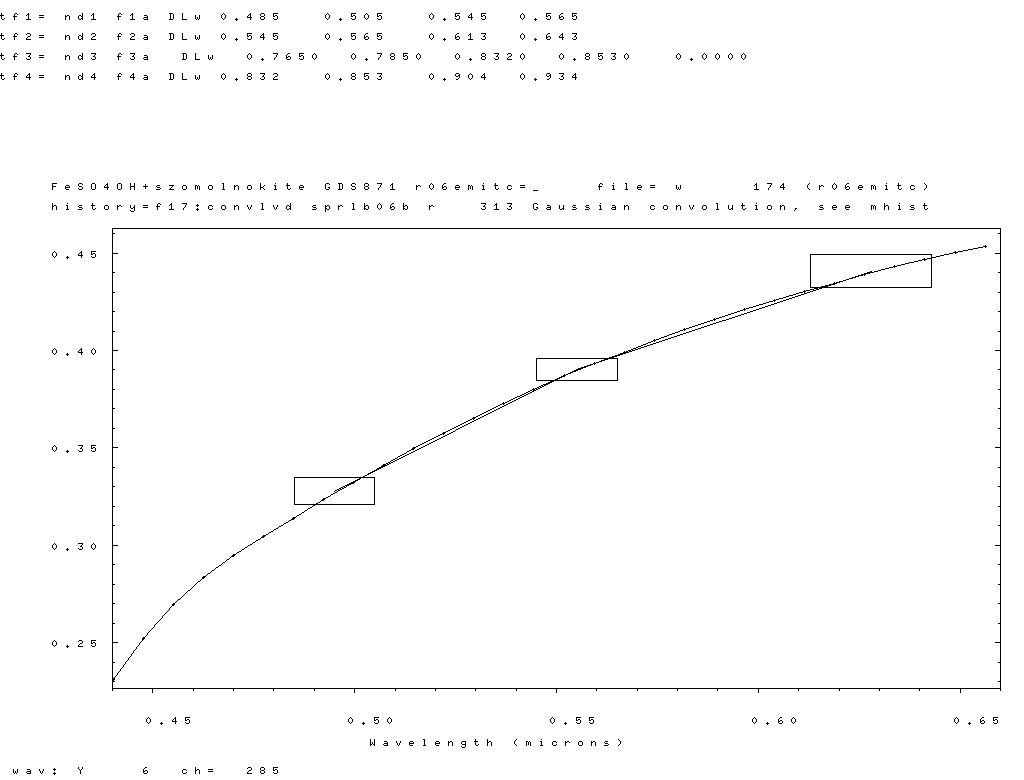 tf1= nd1 f1a DLw 0.485 0.505 0.545 0.565
tf2= nd2 f2a DLw 0.545 0.565 0.613 0.643
tf3= nd3 f3a DLw 0.7650 0.7850 0.8320 0.8530 0.0000
tf4= nd4 f4a DLw 0.832 0.853 0.904 0.934
FeSO4OH+szomolnokite GDS871 r06emitc=_ file= w 174 (r06emitc)
history=f17:convlvd sprlb06b r 313 Gaussian convolution, see mhist
0.45
0.40
0.35
0.30
0.25
0.45 0.50 0.55 0.60 0.65
Wavelength (microns)
wav: Y 6 ch= 285